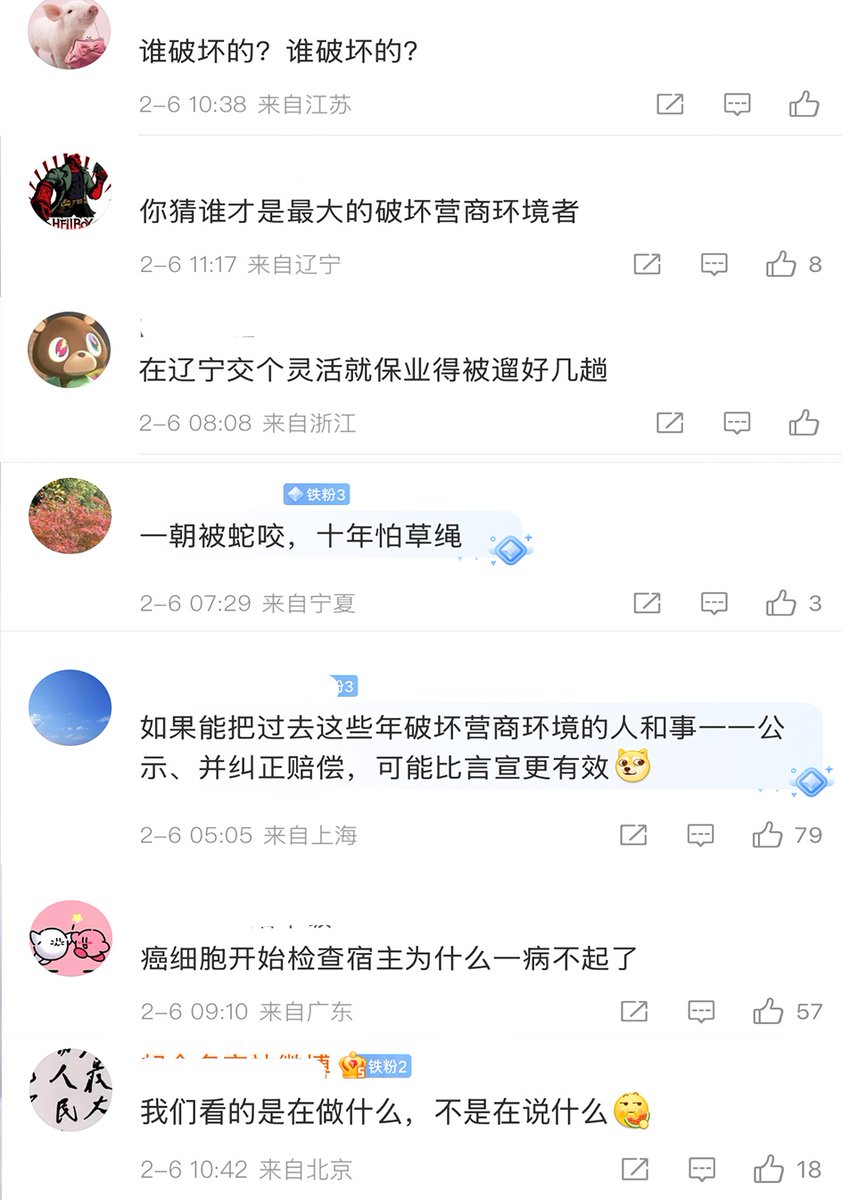 谁破坏的？谁破坏的？
2-6 10:38 来自江苏
HELLBOY
你猜谁才是最大的破坏营商环境者
2-6 11:17 来自辽宁
8
在辽宁交个灵活就保业得被遛好几趟
2-6 08:08 来自浙江
铁粉3
一朝被蛇咬，十年怕草绳
2-6 07:29 来自宁夏
3
粉3
如果能把过去这些年破坏营商环境的人和事一一公
示、并纠正赔偿，可能比言宣更有效
2-6 05:05 来自上海
79
癌细胞开始检查宿主为什么一病不起了
2-6 09:10 来自广东
57
铁粉2
我们看的是在做什么，不是在说什么
2-6 10:42 来自北京
18